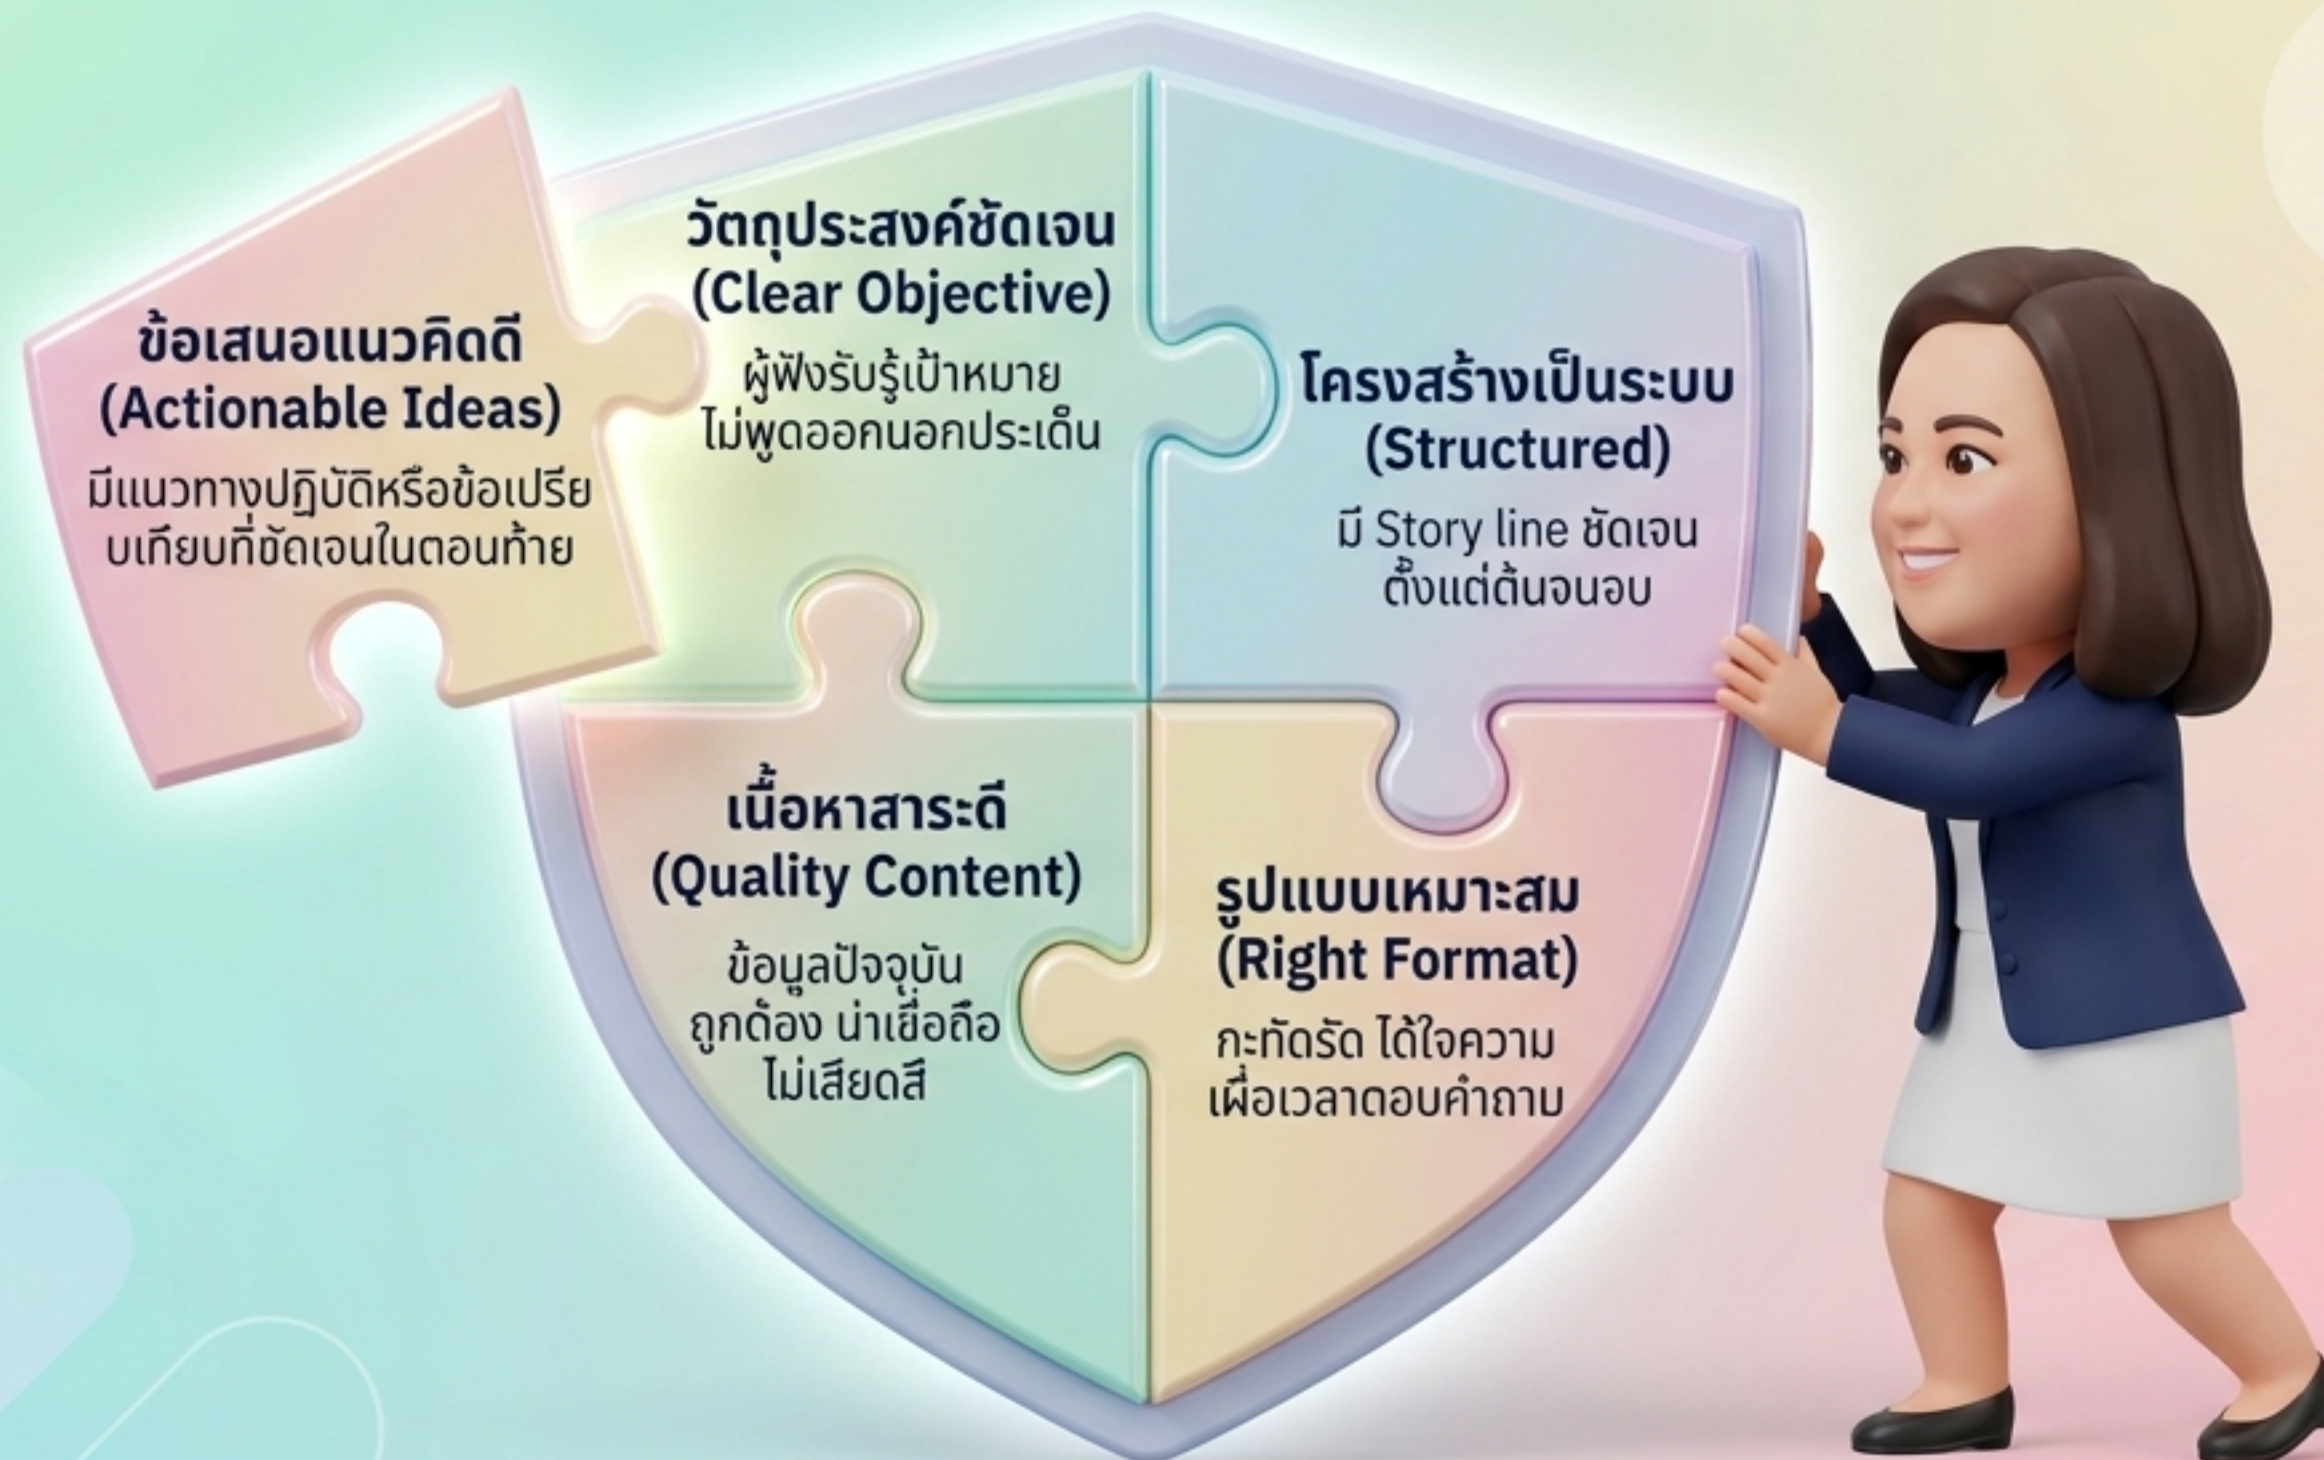 ข้อเสนอแนวคิดดี
(Actionable Ideas)
มีแนวทางปฏิบัติหรือข้อเปรีย
บเทียบที่ชัดเจนในตอนท้าย
วัตถุประสงค์ชัดเจน
(Clear Objective)
ผู้ฟังรับรู้เป้าหมาย
ไม่พูดออกนอกประเด็น
โครงสร้างเป็นระบบ
(Structured)
มี Story line ชัดเจน
ตั้งแต่ต้นจนอบ
เนื้อหาสาระดี
(Quality Content)
ข้อนูลปัจจุบัน
ถูกต้อง น่าเชื่อถือ
ไม่เสียดสี
รูปแบบเหมาะสม
(Right Format)
กะทัดรัด ได้ใจความ
เผื่อเวลาตอบคำถาม